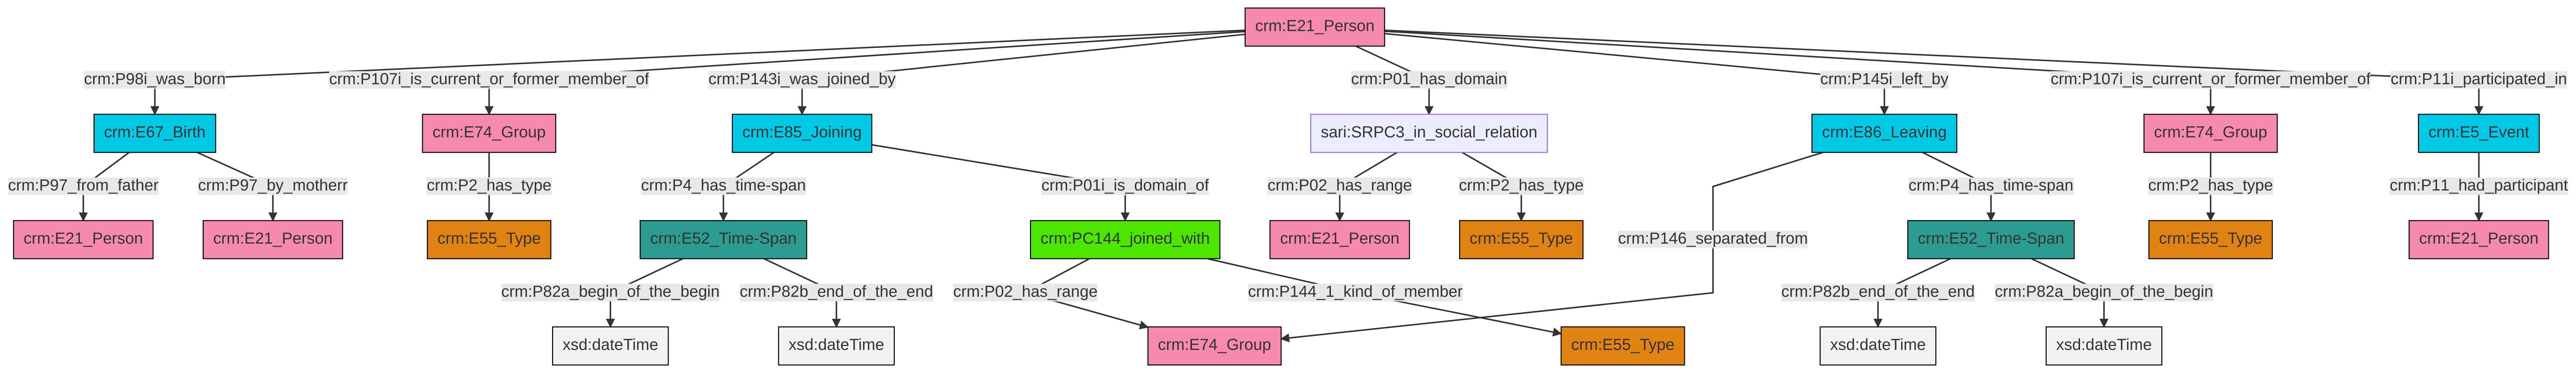 crm:E21_Person
crm:P98i_was_born
crm:P107i_is_current_or_former_member_of
crm:P143i_was_joined_by
crm:P01_has_domain
crm:P145i_left_by
crm:P107i_is_current_or_former_member_of
crm:P11i_participated_in
crm:E67_Birth
crm:E74_Group
crm:E85_Joining
sari:SRPC3_in_social_relation
crm:E86_Leaving
crm:E74_Group
crm:E5_Event
crm:P97_from_father
crm:P97_by_motherr
crm:P2_has_type
crm:P4_has_time-span
crm:P01i_is_domain_of
crm:P02_has_range
crm:P2_has_type
crm:P4_has_time-span
crm:P2_has_type
crm:P11_had_participant
crm:E21_Person
crm:E21_Person
crm:E55_Type
crm:E52_Time-Span
crm:PC144_joined_with
crm:E21_Person
crm:E55_Type
crm:P146_separated_from
crm:E52_Time-Span
crm:E55_Type
crm:E21_Person
crm:P82a_begin_of_the_begin
crm:P82b_end_of_the_end
crm:P02_has_range
crm:P144_1_kind_of_member
crm:P82b_end_of_the_end
crm:P82a_begin_of_the_begin
xsd:dateTime
xsd:dateTime
crm:E74_Group
crm:E55_Type
xsd:dateTime
xsd:dateTime